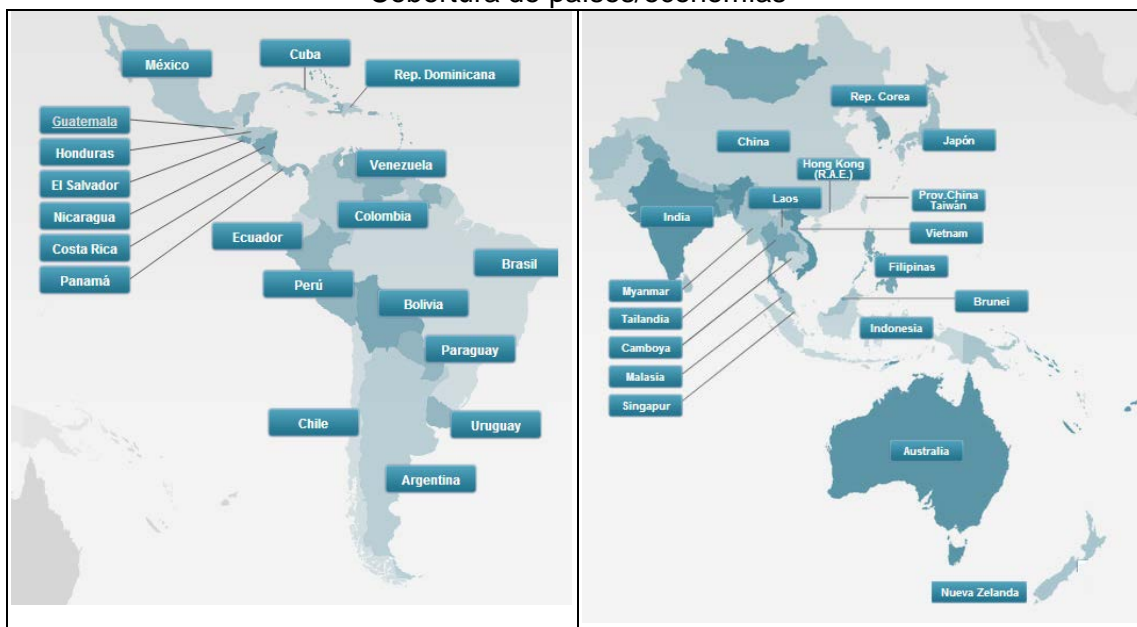 Cobertura de países/economías
México
Cuba
Rep. Dominicana
Guatemala
Honduras
El Salvador
Nicaragua
Costa Rica
Panamá
Venezuela
Colombia
Ecuador
Brasil
Perú
Bolivia
Paraguay
Chile
Uruguay
Argentina
Rep. Corea
China
Japón
Hong Kong
(R.A.E.)
Laos
Prov.China
Taiwán
India
Vietnam
Filipinas
Myanmar
Brunei
Tailandia
Indonesia
Camboya
Malasia
Singapur
Australia
Nueva Zelanda